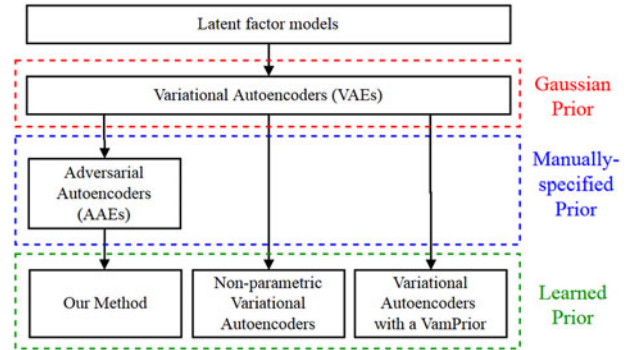 Latent factor models
Variational Autoencoders (VAEs)
Gaussian
Prior
Adversarial
Autoencoders
(AAEs)
Manually-
specified
Prior
Our Method
Non-parametric
Variational
Autoencoders
Variational
Autoencoders
with a VamPrior
Learned
Prior